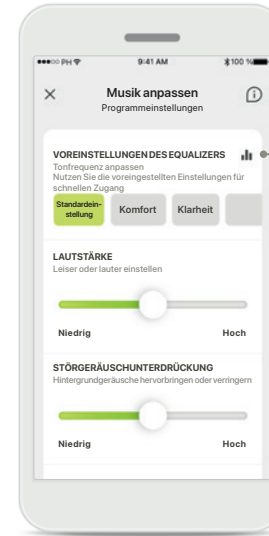 PH 9:41 AM 100 %
Musik anpassen
Programmeinstellungen
VOREINSTELLUNGEN DES EQUALIZERS
Tonfrequenz anpassen
Nutzen Sie die voreingestellten Einstellungen für
schnellen Zugang
Standardein-
stellung Komfort Klarheit
LAUTSTÄRKE
Leiser oder lauter einstellen
Niedrig Hoch
STÖRGERÄUSCHUNTERDRÜCKUNG
Hintergrundgeräusche hervorbringen oder verringern
Niedrig Hoch